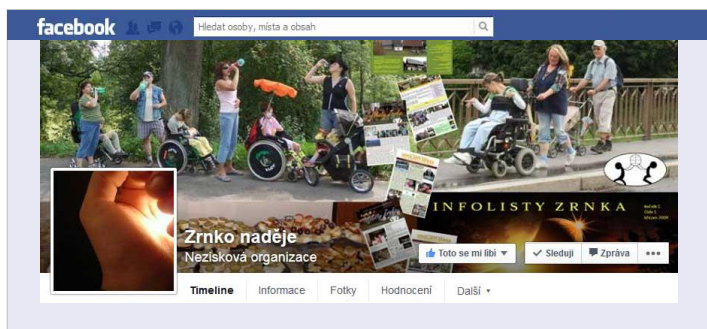 facebook
Hledat osoby, místa a obsah
INFOLISTY ZRNKA
Zrnko naděje
Nezisková organizace
Toto se mi líbí
Sleduji
Zpráva
Timeline
Informace
Fotky
Hodnocení
Další